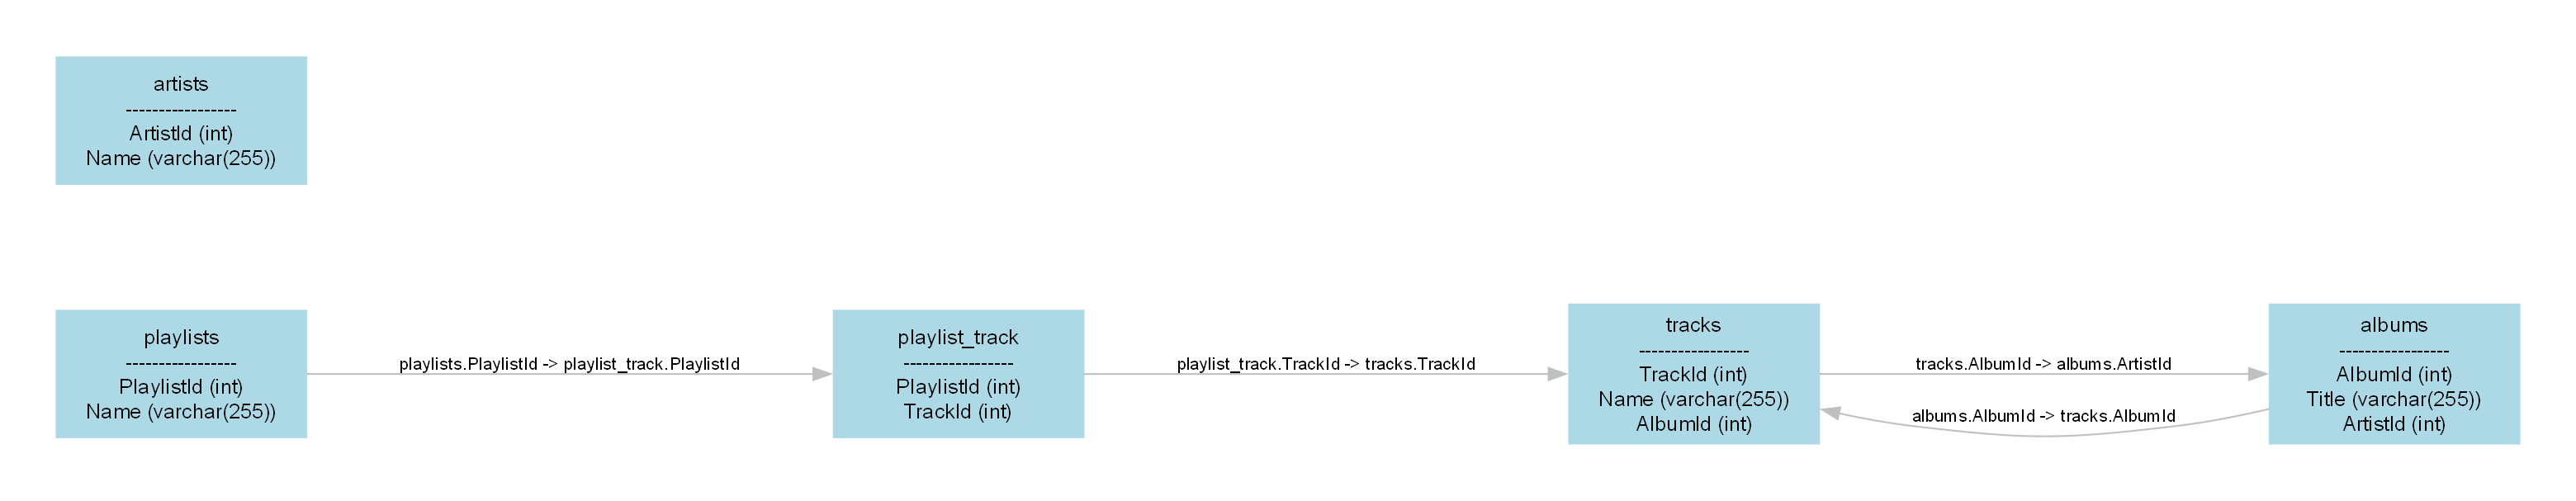 artists
-----------------
ArtistId (int)
Name (varchar(255))
playlists
-----------------
PlaylistId (int)
Name (varchar(255))
playlists.PlaylistId -> playlist_track.PlaylistId
playlist_track
-----------------
PlaylistId (int)
TrackId (int)
playlist_track.TrackId -> tracks.TrackId
tracks
-----------------
TrackId (int)
Name (varchar(255))
AlbumId (int)
tracks.AlbumId -> albums.ArtistId
albums.AlbumId -> tracks.AlbumId
albums
-----------------
AlbumId (int)
Title (varchar(255))
ArtistId (int)